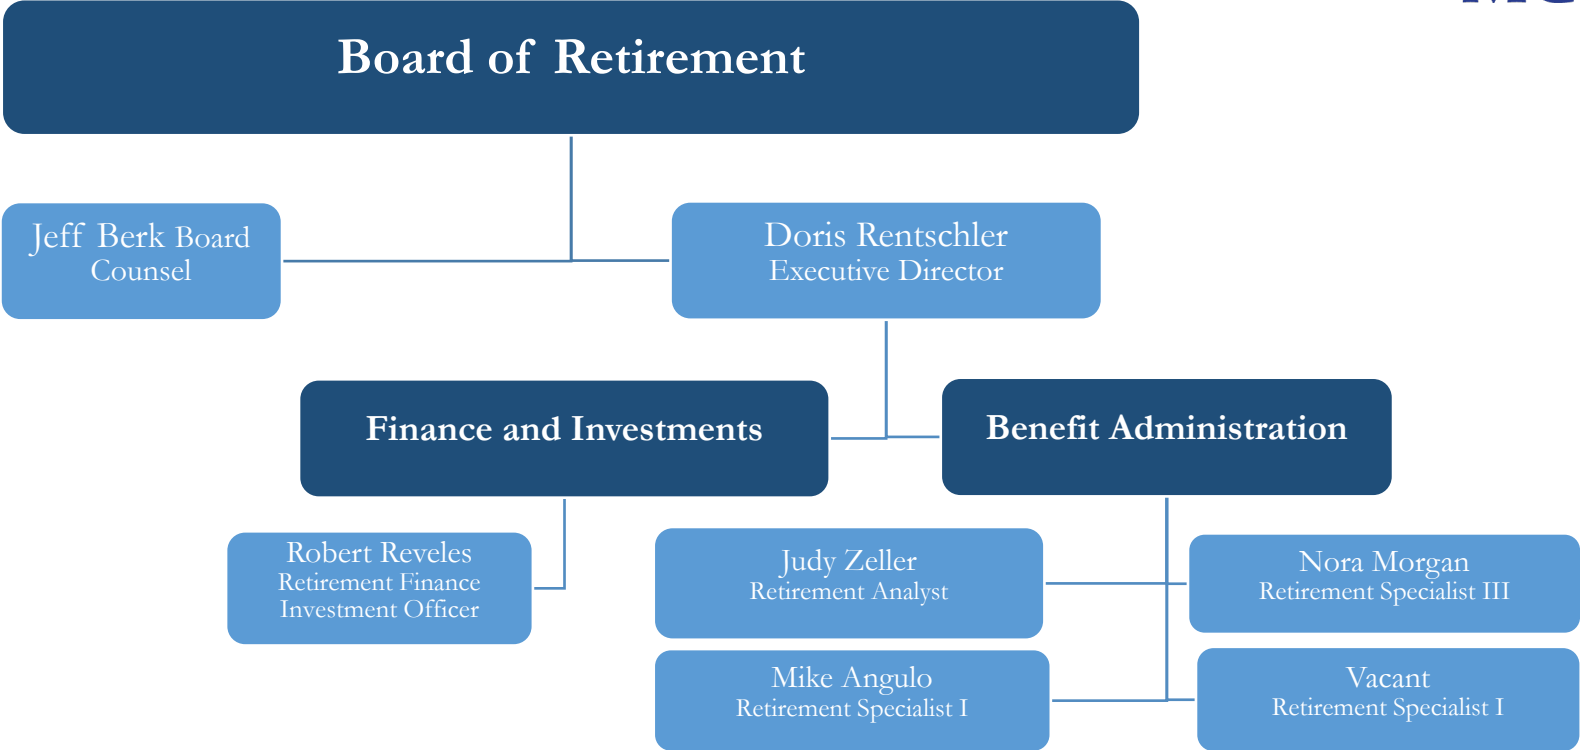 Board of Retirement
Jeff Berk Board
Counsel
Doris Rentschler
Executive Director
Finance and Investments
Benefit Administration
Robert Reveles
Retirement Finance
Investment Officer
Judy Zeller
Retirement Analyst
Nora Morgan
Retirement Specialist III
Mike Angulo
Retirement Specialist I
Vacant
Retirement Specialist I